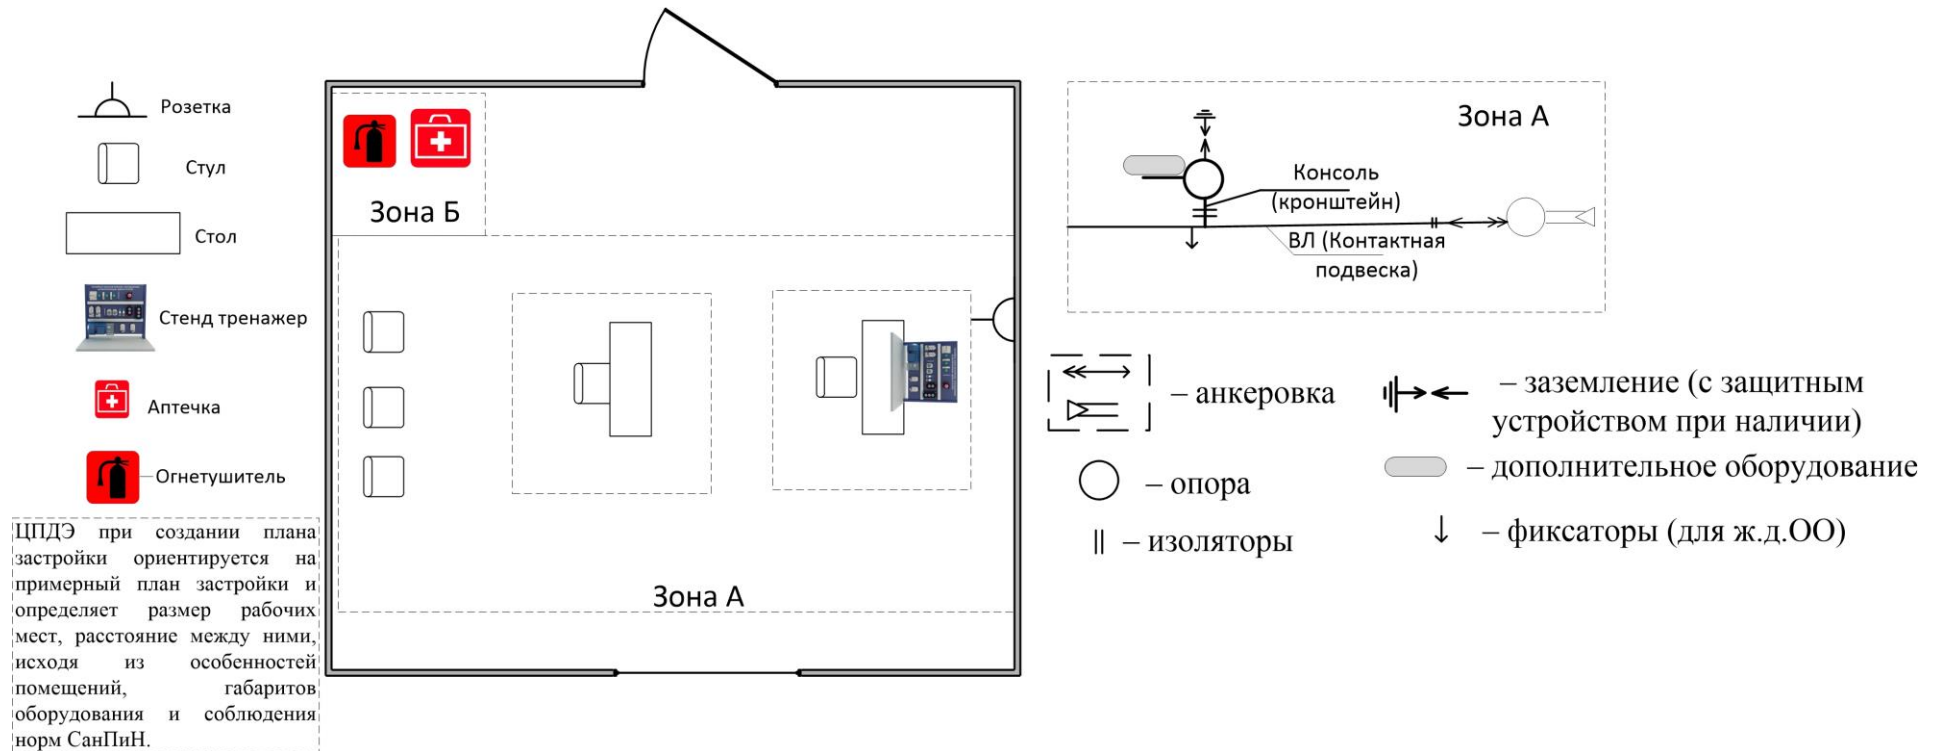 Розетка
Стул
Стол
Стенд тренажер
Аптечка
Огнетушитель
ЦПДЭ при создании плана
застройки ориентируется на
примерный план застройки и
определяет размер рабочих
мест, расстояние между ними,
исходя из особенностей
помещений, габаритов
оборудования и соблюдения
норм СанПиН.
Зона Б
Зона А
Зона А
Консоль
(кронштейн)
ВЛ (Контактная
подвеска)
– анкеровка
– опора
– изоляторы
– заземление (с защитным
устройством при наличии)
– дополнительное оборудование
– фиксаторы (для ж.д.ОО)